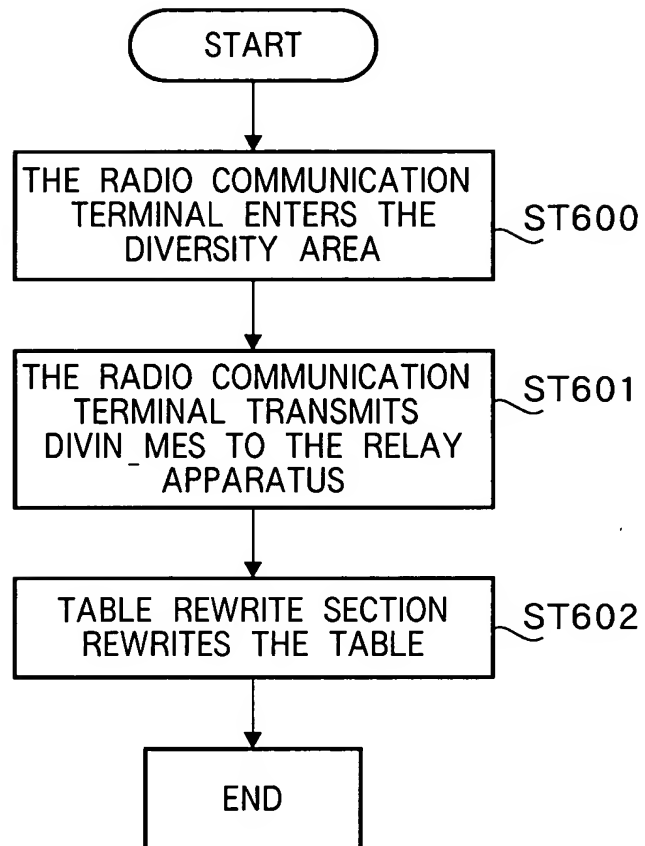 START
THE RADIO COMMUNICATION
TERMINAL ENTERS THE
DIVERSITY AREA
ST600
THE RADIO COMMUNICATION
TERMINAL TRANSMITS
DIVIN_MES TO THE RELAY
APPARATUS
ST601
TABLE REWRITE SECTION
REWRITES THE TABLE
ST602
END